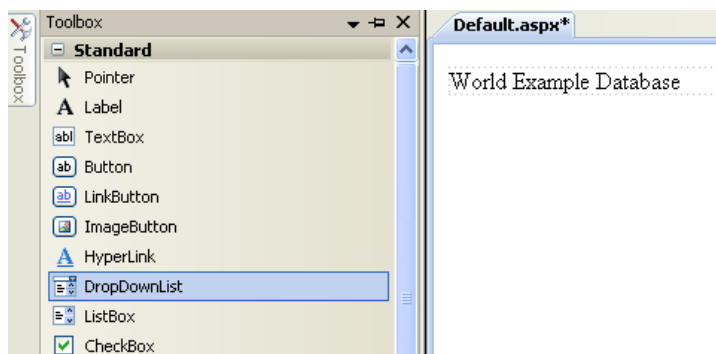 Toolbox
Toolbox
Default.aspx*
Standard
World Example Database
Pointer
A Label
abl TextBox
ab Button
ab LinkButton
ImageButton
A HyperLink
DropDownList
ListBox
CheckBox